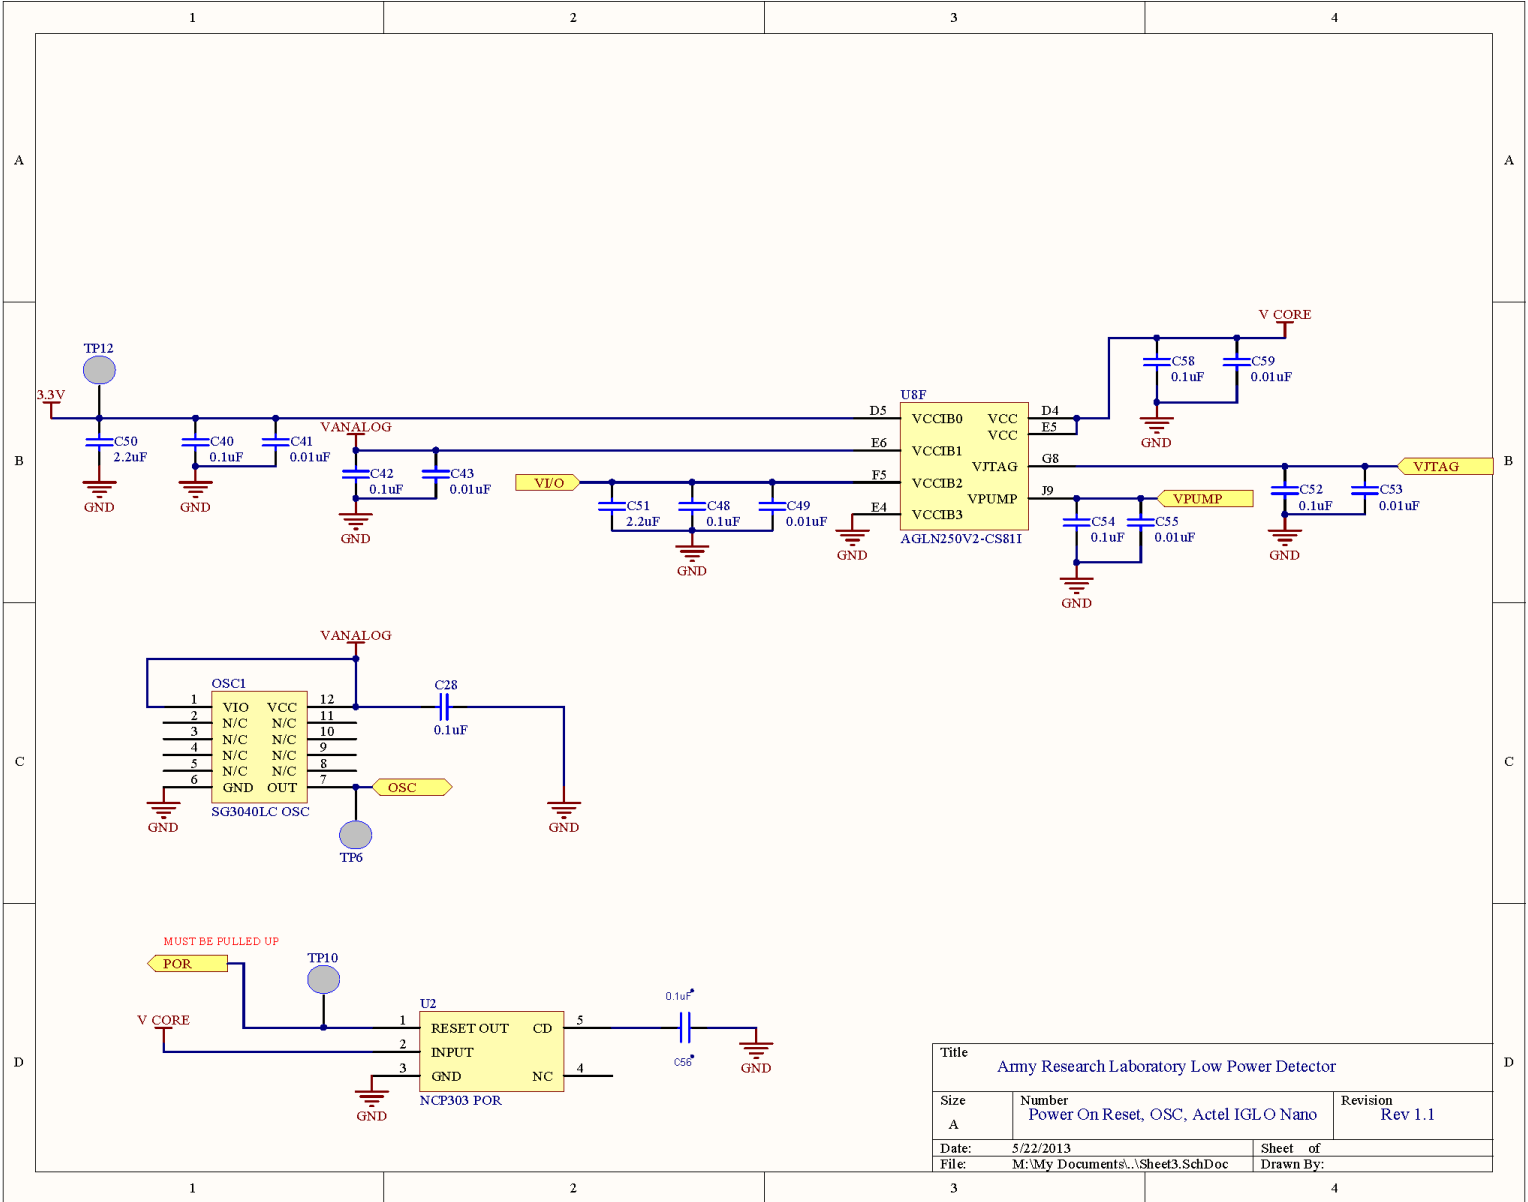 1 2 3 4
A A
V CORE
C58 C59
0.1uF 0.01uF
GND
TP12
3.3V
C50 C40 C41
2.2uF 0.1uF 0.01uF
GND GND
VANALOG
C42 C43
0.1uF 0.01uF
GND
VI/O
C51 C48 C49
2.2uF 0.1uF 0.01uF
GND
U8F
D5 VCCIB0 VCC D4
VCC E5
E6 VCCIB1
VJTAG G8
F5 VCCIB2
VPUMP J9
E4 VCCIB3
AGLN250V2-CS81I
GND
B B
VJTAG
VPUMP
C52 C53
0.1uF 0.01uF
GND
C54 C55
0.1uF 0.01uF
GND
VANALOG
OSC1
1 VIO VCC 12
2 N/C N/C 11
3 N/C N/C 10
4 N/C N/C 9
5 N/C N/C 8
6 GND OUT 7
SG3040LC OSC
GND
C28
0.1uF
GND
OSC
TP6
C C
MUST BE PULLED UP
POR
TP10
V CORE
U2
1 RESET OUT CD 5
2 INPUT
3 GND NC 4
NCP303 POR
GND
0.1uF
C56
GND
D D
Title
Army Research Laboratory Low Power Detector
Size Number Revision
A Power On Reset, OSC, Actel IGLO Nano Rev 1.1
Date: 5/22/2013 Sheet of
File: M:\My Documents\..\Sheet3.SchDoc Drawn By:
1 2 3 4